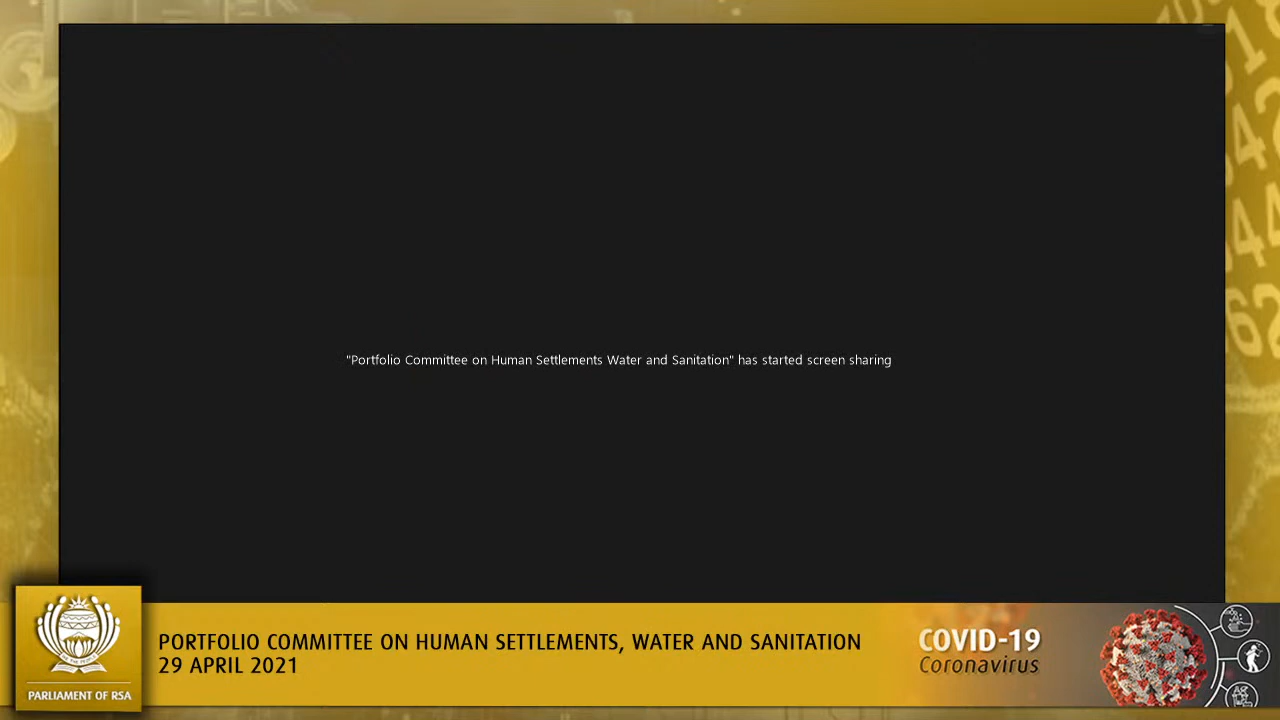 "Portfolio Committee on Human Settlements Water and Sanitation" has started screen sharing
PORTFOLIO COMMITTEE ON HUMAN SETTLEMENTS, WATER AND SANITATION
29 APRIL 2021
COVID-19
Coronavirus
PARLIAMENT OF RSA